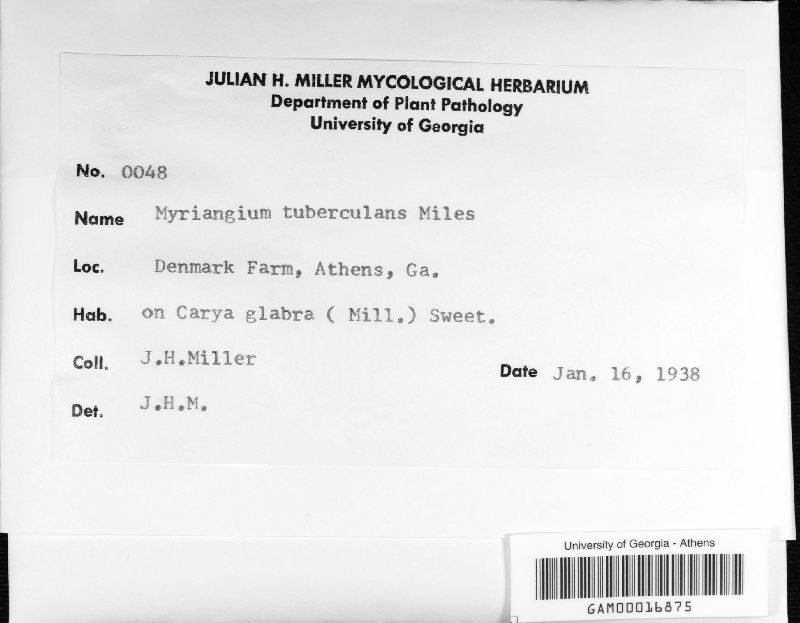 JULIAN H. MILLER MYCOLOGICAL HERBARIUM
Department of Plant Pathology
University of Georgia
No. 0048
Name Myriangium tuberculans Miles
Loc. Denmark Farm, Athens, Ga.
Hab. on Carya glabra ( Mill.) Sweet.
Coll. J.H.Miller
Date Jan. 16, 1938
Det. J.H.M.
University of Georgia - Athens
GAM00016875